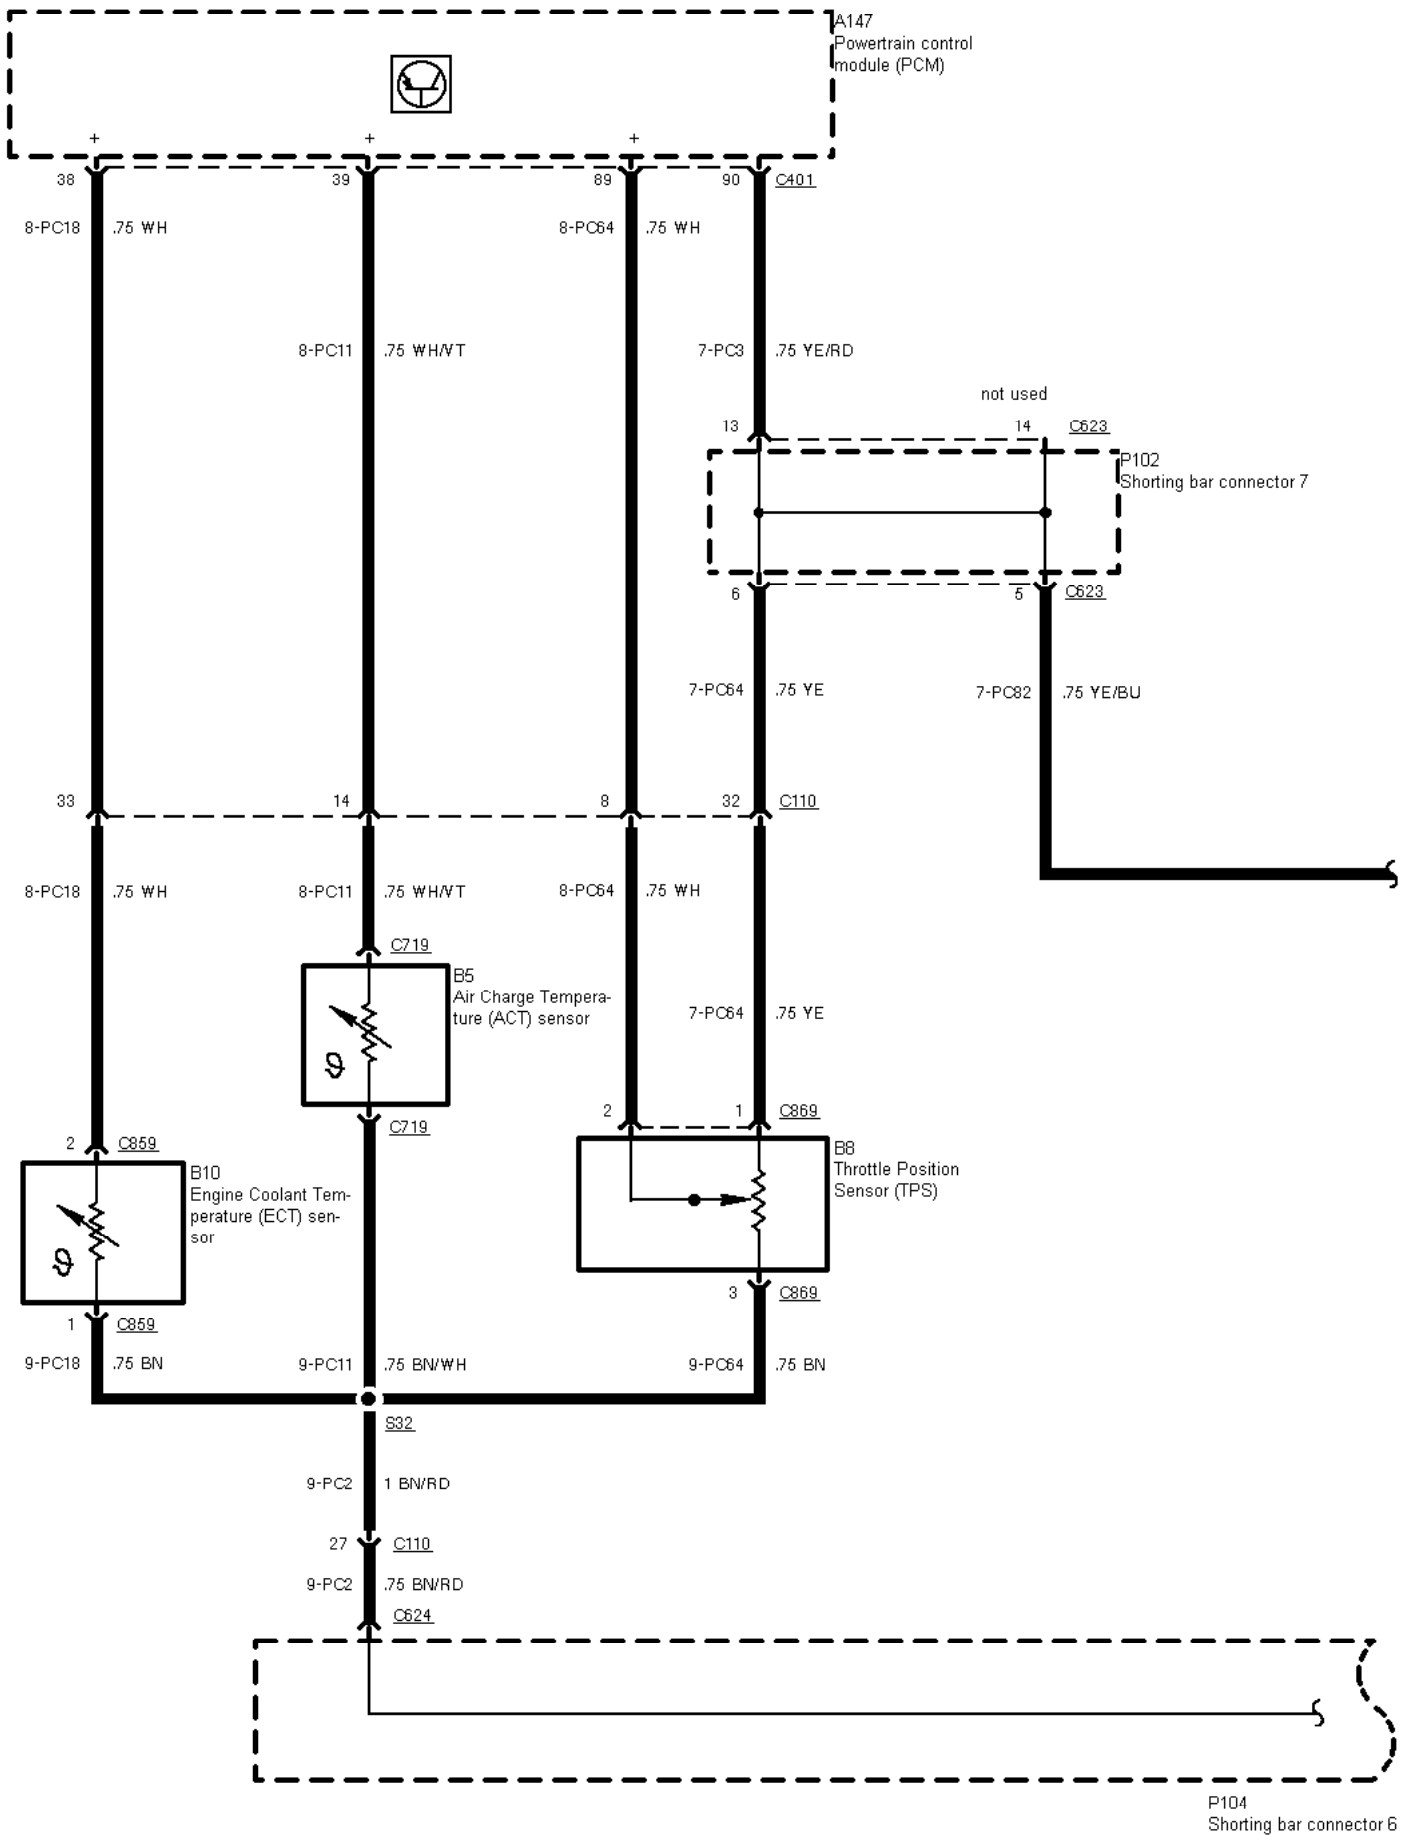 A147
Powertrain control
module (PCM)
+ + +
38 39 89 90 C401
8-PC18 .75 WH 8-PC64 .75 WH
8-PC11 .75 WH/VT 7-PC3 .75 YE/RD
not used
13 14 C623
P102
Shorting bar connector 7
6 5 C623
7-PC64 .75 YE 7-PC82 .75 YE/BU
33 14 8 32 C110
8-PC18 .75 WH 8-PC11 .75 WH/VT 8-PC64 .75 WH
C719
B5
Air Charge Tempera-
ture (ACT) sensor
7-PC64 .75 YE
ϑ
2 1 C869
C719
2 C859
B8
Throttle Position
Sensor (TPS)
B10
Engine Coolant Tem-
perature (ECT) sen-
sor
ϑ
3 C869
1 C859
9-PC18 .75 BN 9-PC11 .75 BN/WH 9-PC64 .75 BN
S32
9-PC2 1 BN/RD
27 C110
9-PC2 .75 BN/RD
C624
P104
Shorting bar connector 6